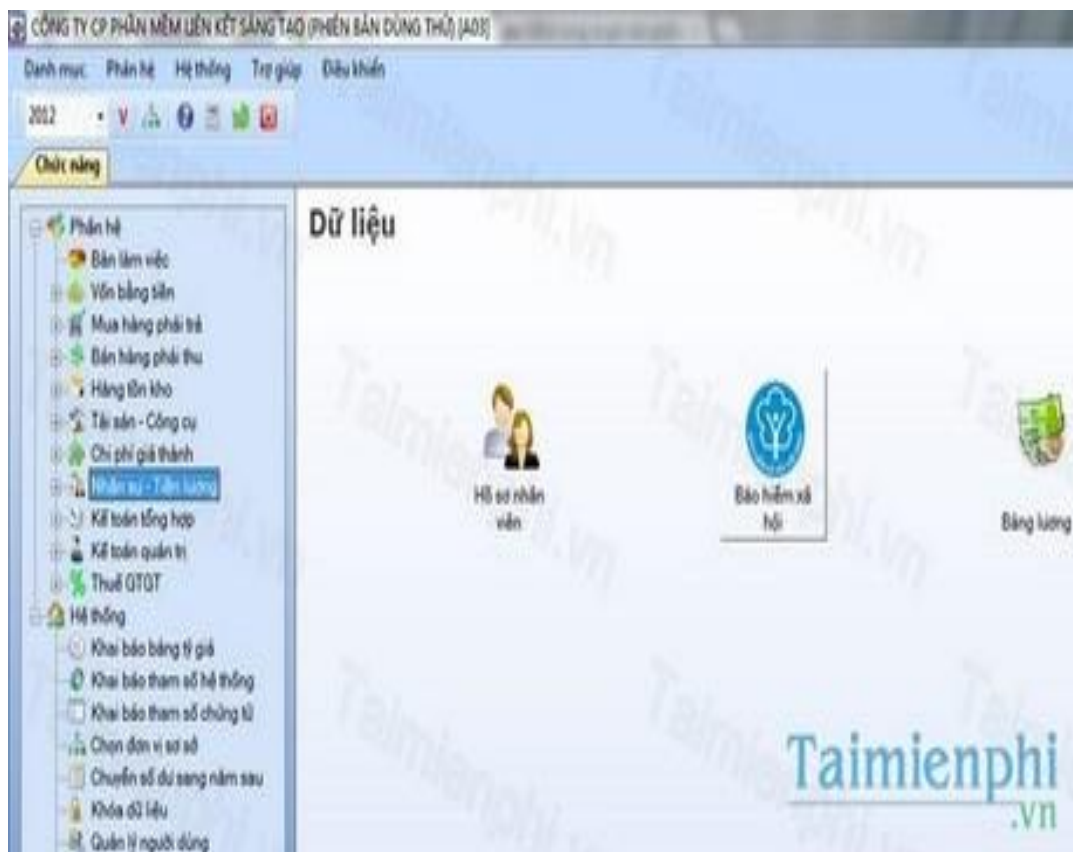 CÔNG TY CP PHẦN MỀM LIÊN KẾT SÁNG TẠO (PHIÊN BẢN DÙNG THỬ) [A03]
Danh mục Phân hệ Hệ thống Trợ giúp Điều khiển
2012
Chức năng
Phân hệ
Bàn làm việc
Vốn bằng tiền
Mua hàng phải trả
Bán hàng phải thu
Hàng tồn kho
Tài sản - Công cụ
Chi phí giá thành
Nhân sự - Tiền lương
Kế toán tổng hợp
Kế toán quản trị
Thuế GTGT
Hệ thống
Khai báo bảng tỷ giá
Khai báo tham số hệ thống
Khai báo tham số chứng từ
Chọn đơn vị sơ sở
Chuyển số dư sang năm sau
Khóa dữ liệu
Quản lý người dùng
Dữ liệu
Hồ sơ nhân
viên
Bảo hiểm xã
hội
Bảng lương
Taimienphi
.vn